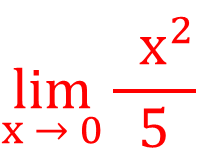 lim x² / 5
x → 0